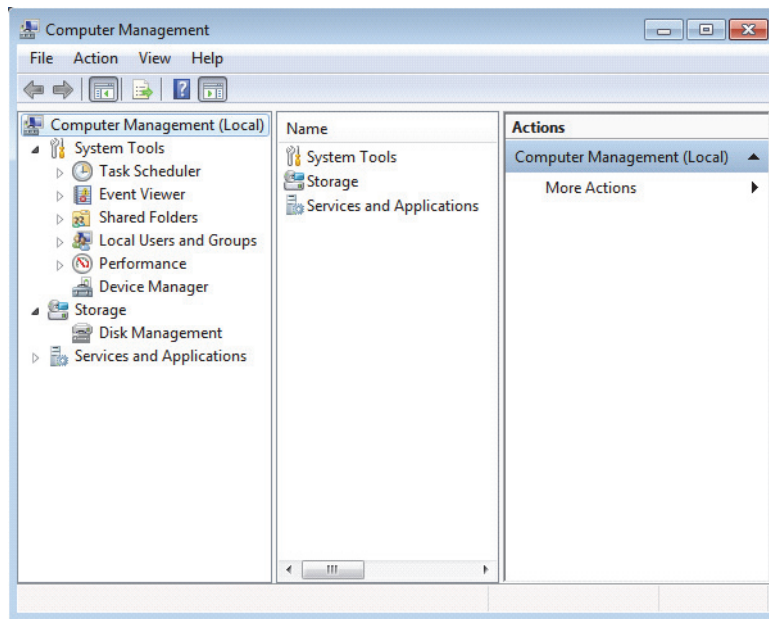 Computer Management
File Action View Help
Computer Management (Local)
System Tools
Task Scheduler
Event Viewer
Shared Folders
Local Users and Groups
Performance
Device Manager
Storage
Disk Management
Services and Applications
Name
System Tools
Storage
Services and Applications
Actions
Computer Management (Local)
More Actions